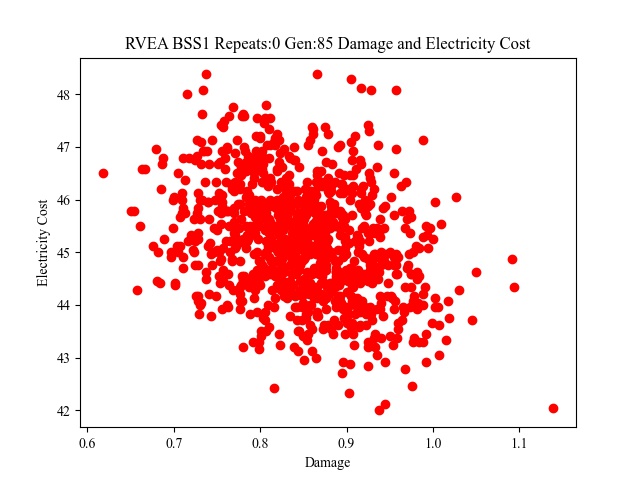 RVEA BSS1 Repeats:0 Gen:85 Damage and Electricity Cost
48
47
46
45
44
43
42
Electricity Cost
0.6 0.7 0.8 0.9 1.0 1.1
Damage